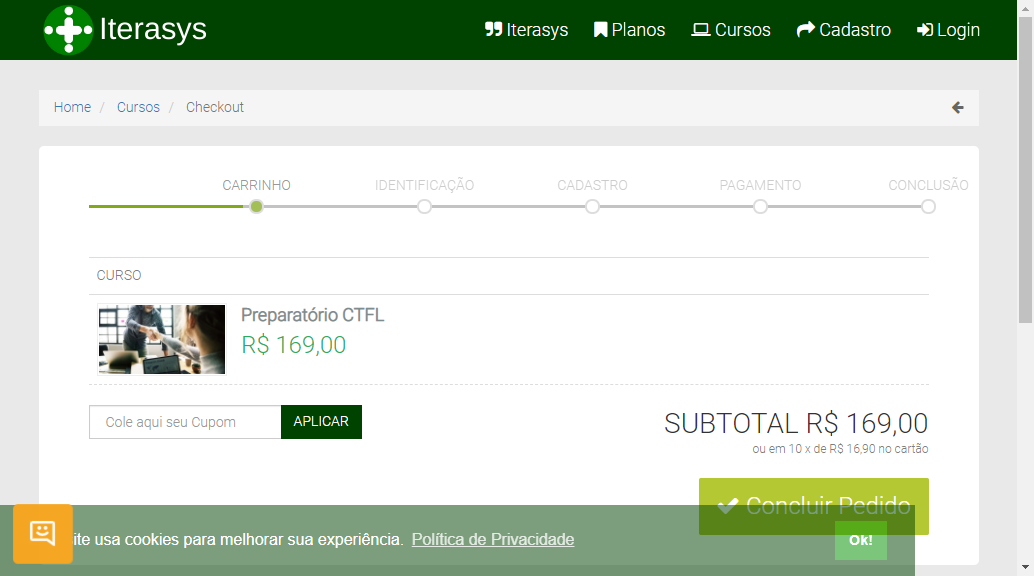 Iterasys
Iterasys Planos Cursos Cadastro Login
Home / Cursos / Checkout
CARRINHO IDENTIFICAÇÃO CADASTRO PAGAMENTO CONCLUSÃO
CURSO
Preparatório CTFL
R$ 169,00
Cole aqui seu Cupom APLICAR
SUBTOTAL R$ 169,00
ou em 10 x de R$ 16,90 no cartão
Concluir Pedido
ite usa cookies para melhorar sua experiência. Política de Privacidade Ok!